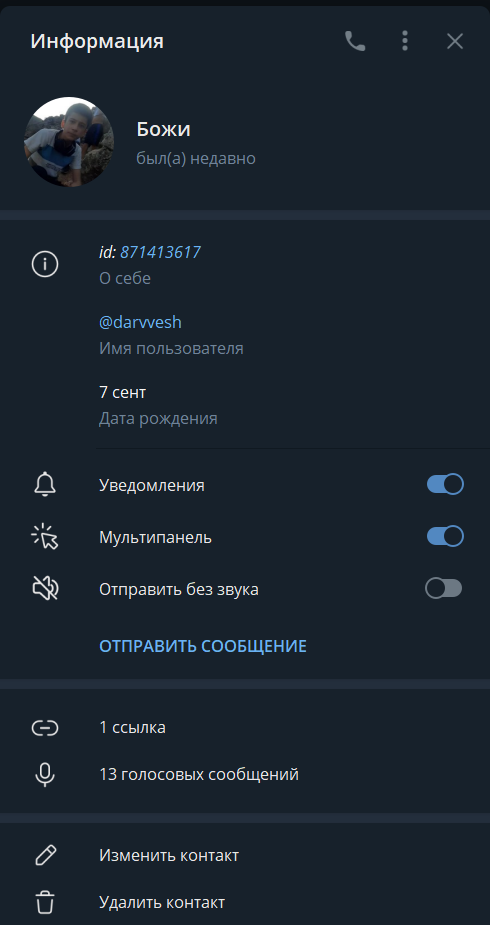 Информация
Божи
был(а) недавно
id: 871413617
О себе
@darvvesh
Имя пользователя
7 сент
Дата рождения
Уведомления
Мультипанель
Отправить без звука
ОТПРАВИТЬ СООБЩЕНИЕ
1 ссылка
13 голосовых сообщений
Изменить контакт
Удалить контакт